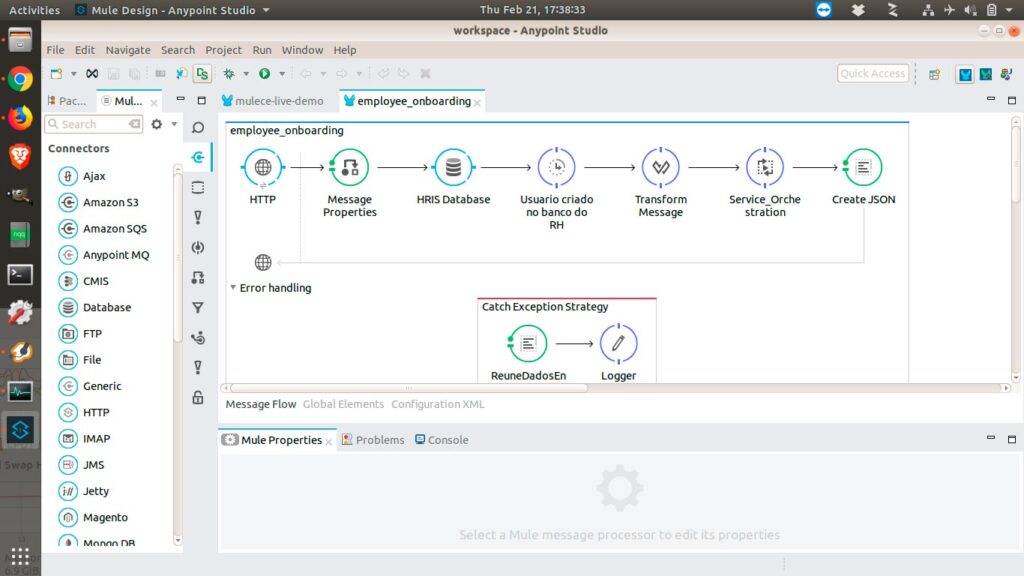 Activities
Mule Design - Anypoint Studio
Thu Feb 21, 17:38:33
workspace - Anypoint Studio
File Edit Navigate Search Project Run Window Help
Quick Access
Pac...
Mul...
mulece-live-demo
employee_onboarding
Search
Connectors
Ajax
Amazon S3
Amazon SQS
Anypoint MQ
CMIS
Database
FTP
File
Generic
HTTP
IMAP
JMS
Jetty
Magento
Mongo DB
employee_onboarding
HTTP
Message
Properties
HRIS Database
Usuario criado
no banco do
RH
Transform
Message
Service_Orche
stration
Create JSON
Error handling
Catch Exception Strategy
ReuneDadosEn
Logger
Message Flow Global Elements Configuration XML
Mule Properties
Problems
Console
Select a Mule message processor to edit its properties